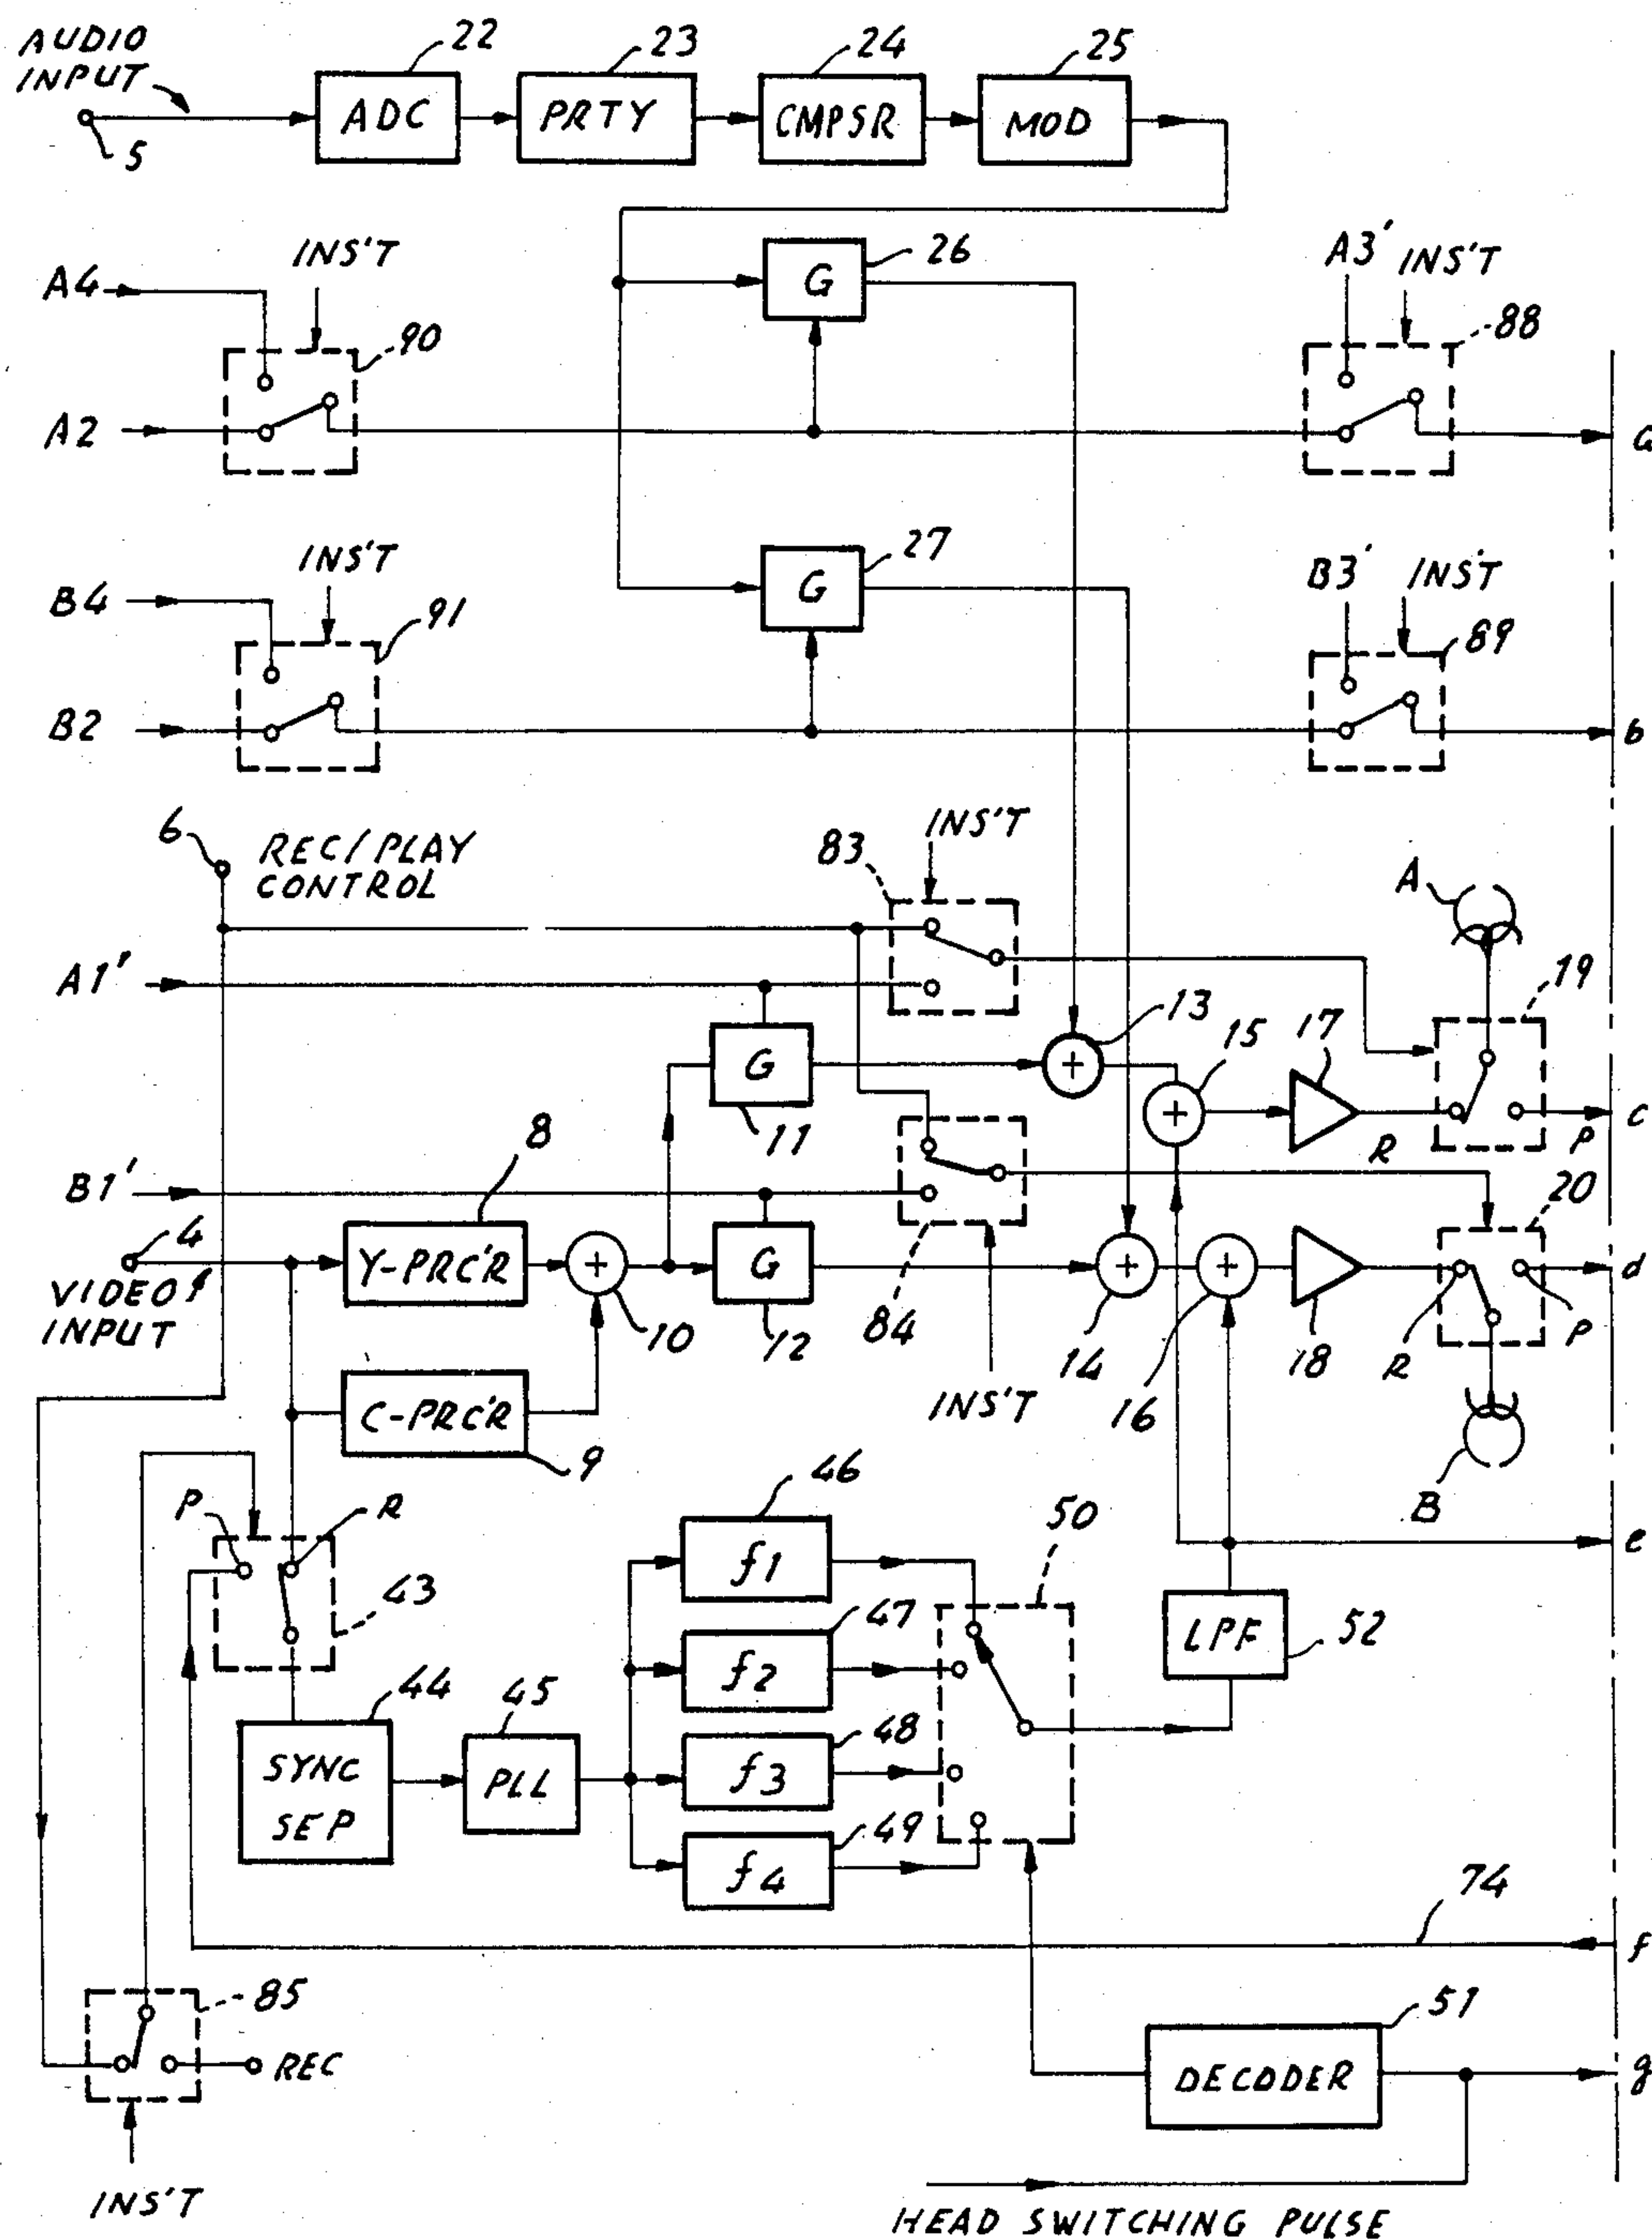 AUDIO
INPUT
5
22
ADC
23
PRTY
24
CMPSR
25
MOD
A4
INS'T
90
A2
26
G
A3'
INS'T
88
a
B4
INS'T
91
B2
27
G
B3'
INS'T
89
b
6
REC/PLAY
CONTROL
83
INS'T
A
19
A1'
G
11
13
15
17
R
P
c
B1'
4
VIDEO
INPUT
8
Y-PRC'R
10
G
12
84
INS'T
14
16
18
20
R
P
d
B
C-PRC'R
9
P
R
43
e
46
f1
47
f2
48
f3
49
f4
50
LPF
52
44
SYNC
SEP
45
PLL
74
f
85
REC
INS'T
51
DECODER
g
HEAD SWITCHING PULSE